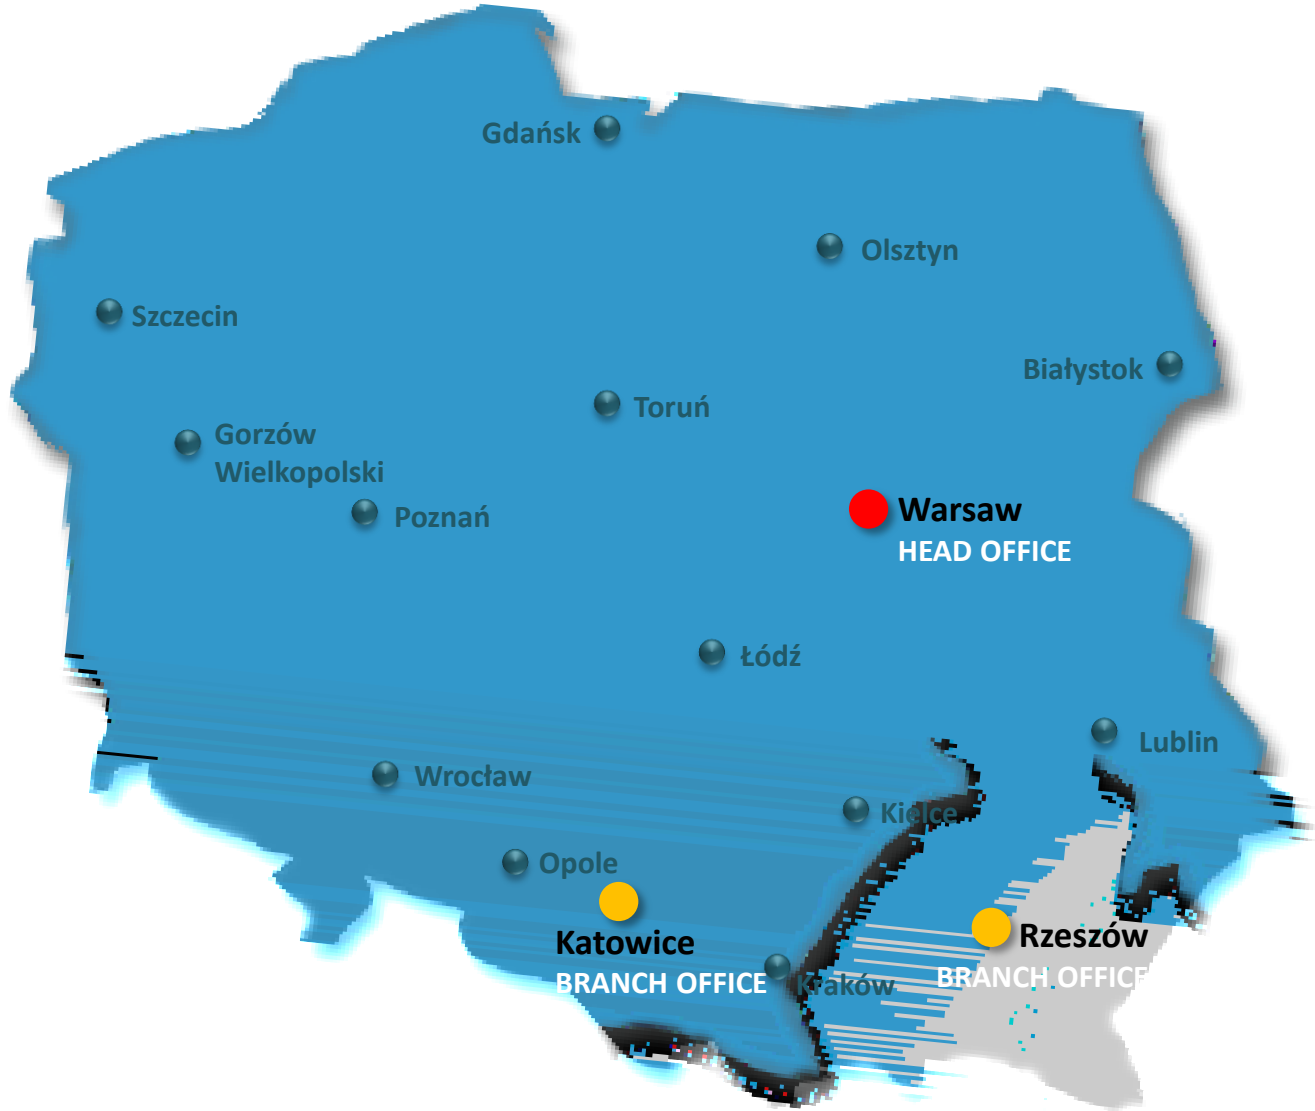 Gdańsk
Olsztyn
Szczecin
Białystok
Toruń
Gorzów
Wielkopolski
Poznań
Warsaw
HEAD OFFICE
Łódź
Lublin
Wrocław
Kielce
Opole
Katowice
BRANCH OFFICE
Kraków
Rzeszów
BRANCH OFFICE